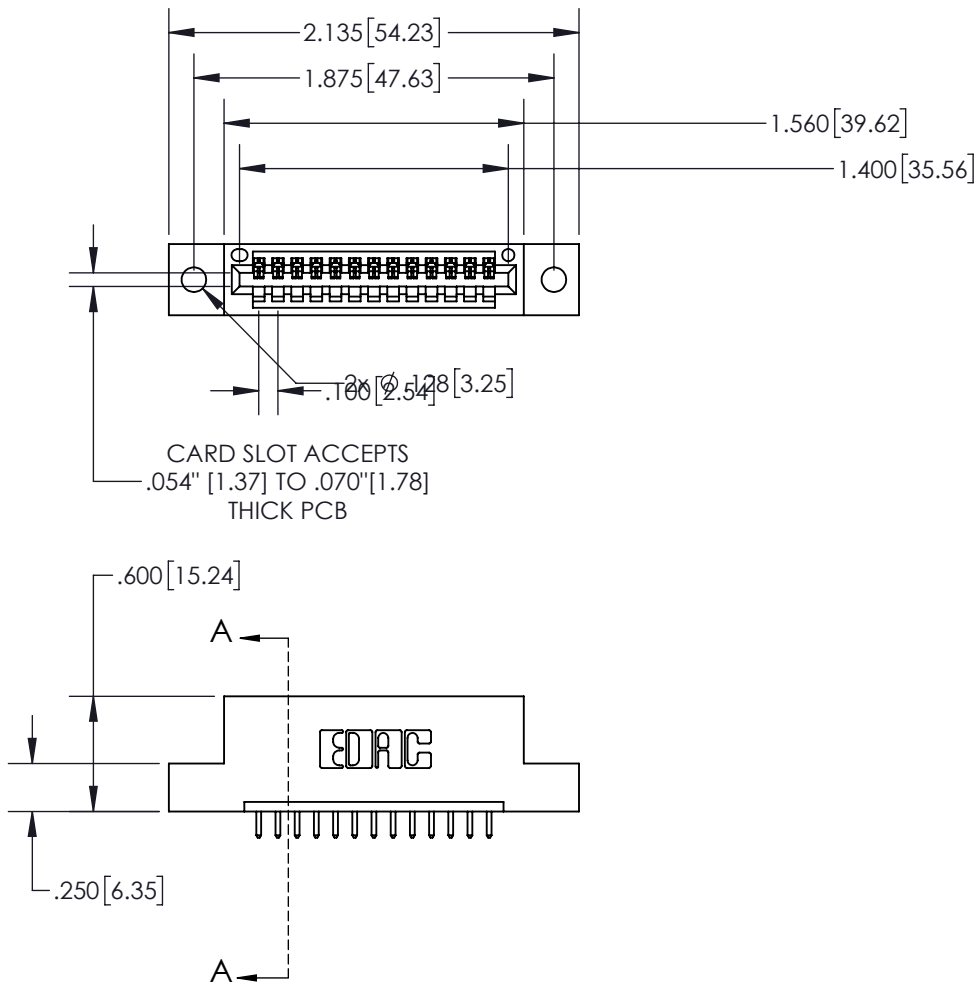 2.135[54.23]
1.875[47.63]
1.560[39.62]
1.400[35.56]
2x Ø .128[3.25]
.100[2.54]
CARD SLOT ACCEPTS
.054" [1.37] TO .070"[1.78]
THICK PCB
.600[15.24]
A
EDAC
.250[6.35]
A